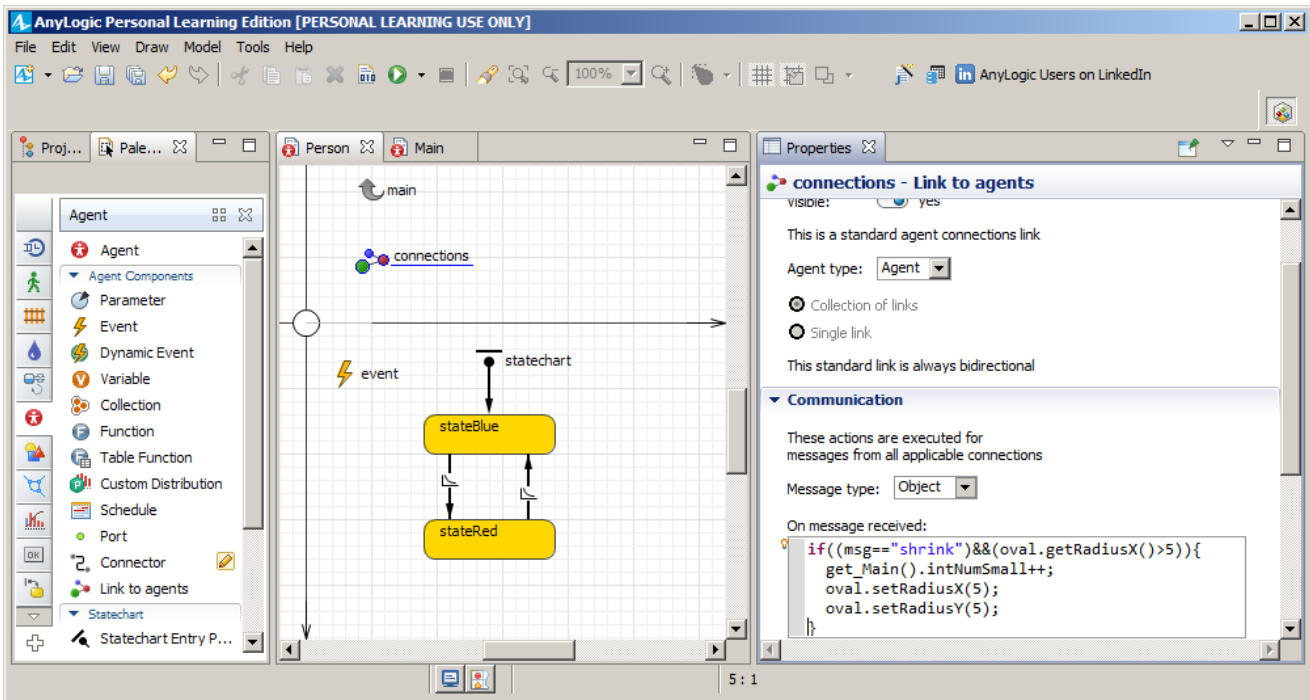 AnyLogic Personal Learning Edition [PERSONAL LEARNING USE ONLY]
File Edit View Draw Model Tools Help
100%
AnyLogic Users on LinkedIn
Proj...
Pale...
Agent
Agent
Agent Components
Parameter
Event
Dynamic Event
Variable
Collection
Function
Table Function
Custom Distribution
Schedule
Port
Connector
Link to agents
Statechart
Statechart Entry P...
OK
Person
Main
main
connections
event
statechart
stateBlue
stateRed
Properties
connections - Link to agents
Visible: yes
This is a standard agent connections link
Agent type: Agent
Collection of links
Single link
This standard link is always bidirectional
Communication
These actions are executed for
messages from all applicable connections
Message type: Object
On message received:
if((msg=="shrink")&&(oval.getRadiusX()>5)){
get_Main().intNumSmall++;
oval.setRadiusX(5);
oval.setRadiusY(5);
}
5 : 1